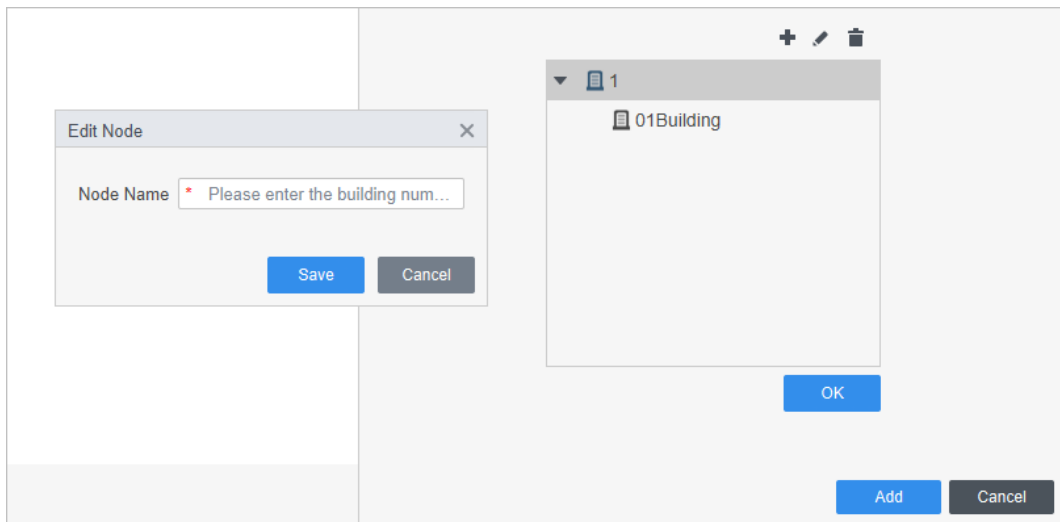 1
01Building
Edit Node
Node Name * Please enter the building num...
Save Cancel
OK
Add Cancel